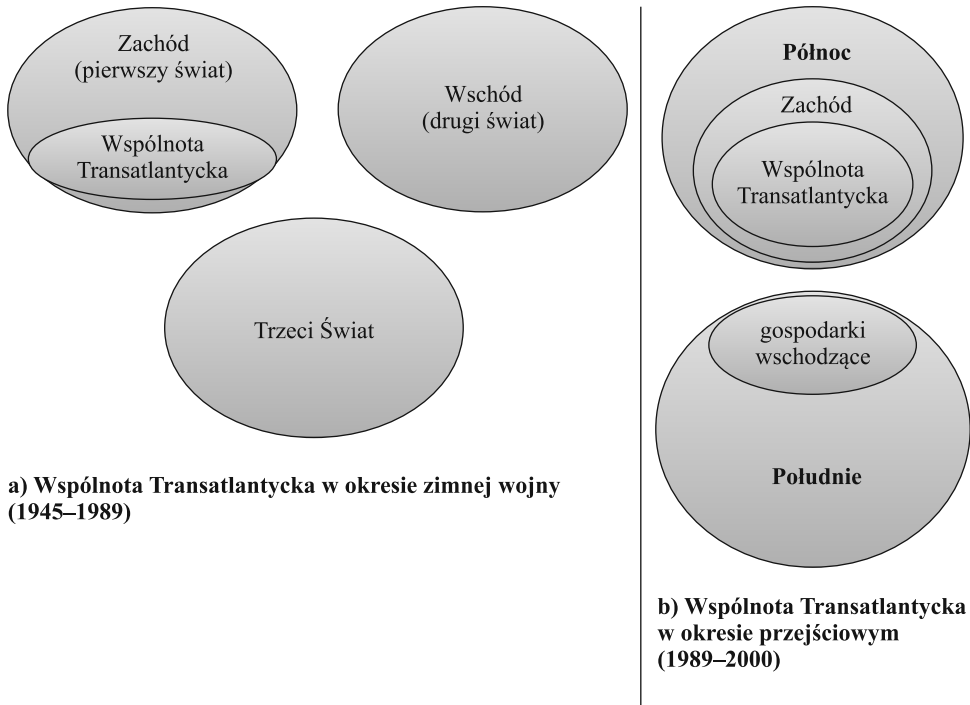 Zachód
(pierwszy świat)
Wspólnota
Transatlantycka
Wschód
(drugi świat)
Trzeci Świat
a) Wspólnota Transatlantycka w okresie zimnej wojny
(1945–1989)
Północ
Zachód
Wspólnota
Transatlantycka
gospodarki
wschodzące
Południe
b) Wspólnota Transatlantycka
w okresie przejściowym
(1989–2000)